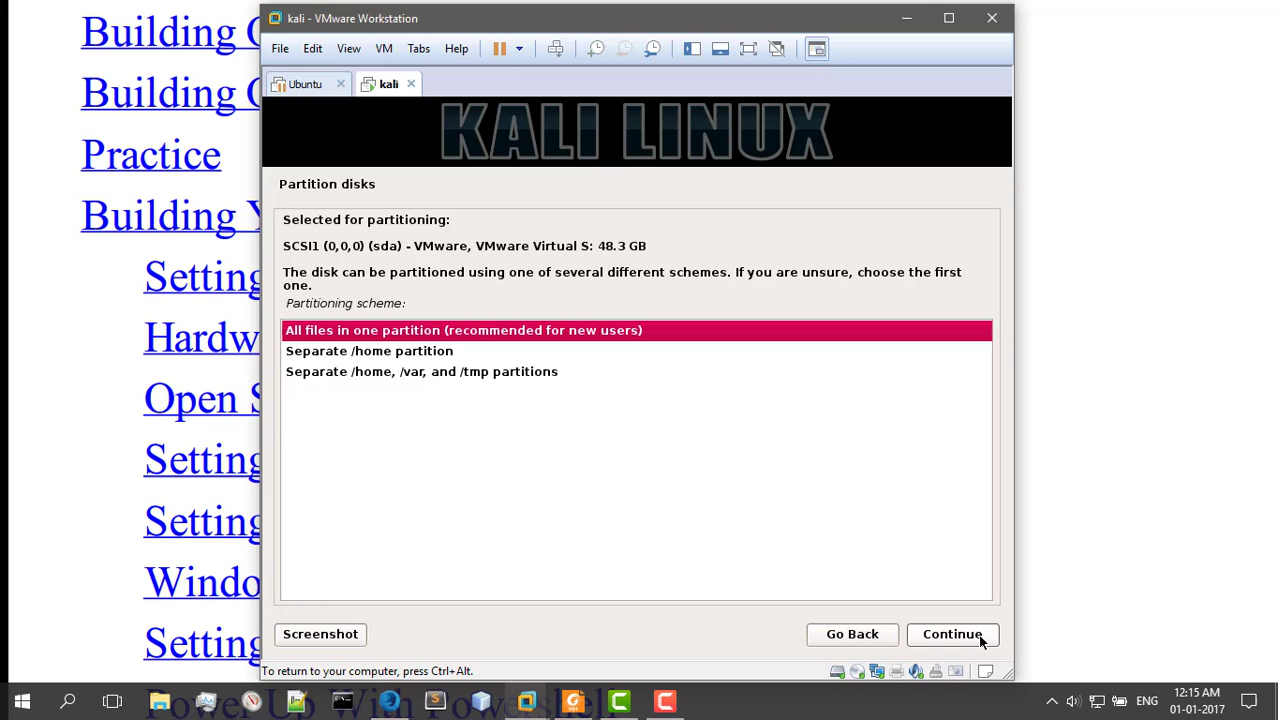 Building
Building
Practice
Building
Setting
Hardw
Open S
Setting
Setting
Windo
Setting
Power Up With Powershell
kali - VMware Workstation
File Edit View VM Tabs Help
Ubuntu kali
KALI LINUX
Partition disks
Selected for partitioning:
SCSI1 (0,0,0) (sda) - VMware, VMware Virtual S: 48.3 GB
The disk can be partitioned using one of several different schemes. If you are unsure, choose the first
one.
Partitioning scheme:
All files in one partition (recommended for new users)
Separate /home partition
Separate /home, /var, and /tmp partitions
Screenshot Go Back Continue
To return to your computer, press Ctrl+Alt.
ENG
12:15 AM
01-01-2017